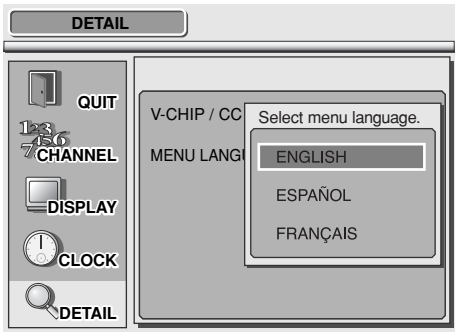 DETAIL
QUIT
CHANNEL
DISPLAY
CLOCK
DETAIL
V-CHIP / CC
MENU LANGU
Select menu language.
ENGLISH
ESPAÑOL
FRANÇAIS